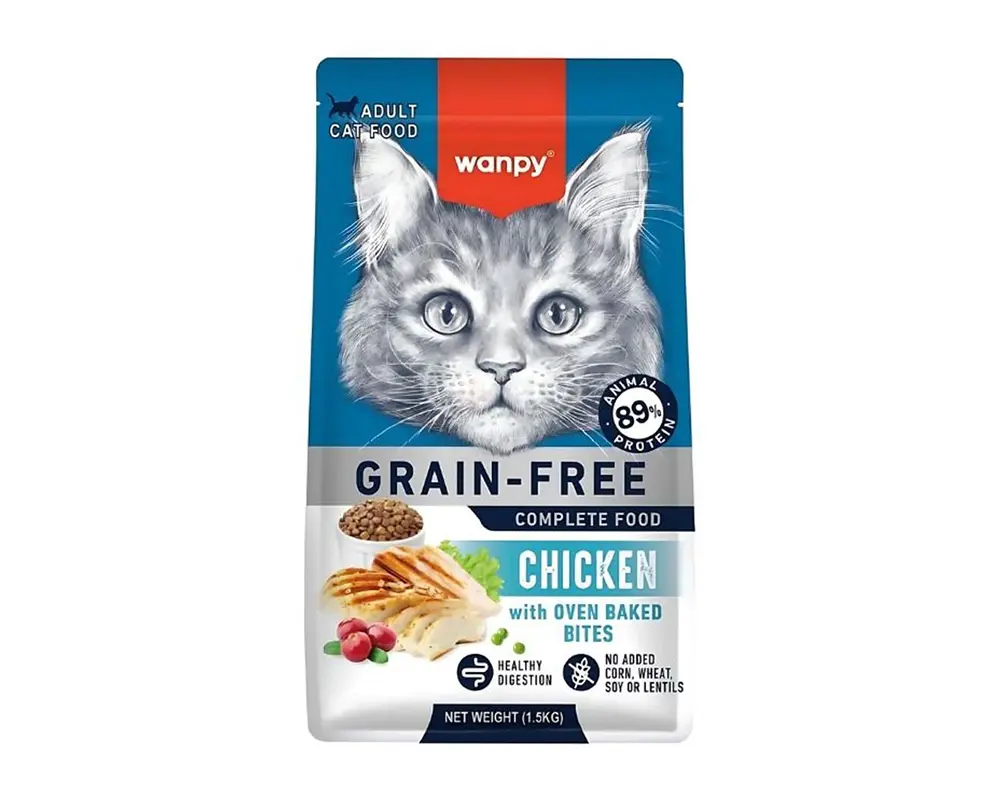 ADULT
CAT FOOD
wanpy®
ANIMAL
89%
PROTEIN
GRAIN-FREE
COMPLETE FOOD
CHICKEN
with OVEN BAKED
BITES
HEALTHY
DIGESTION
NO ADDED
CORN, WHEAT,
SOY OR LENTILS
NET WEIGHT (1.5KG)